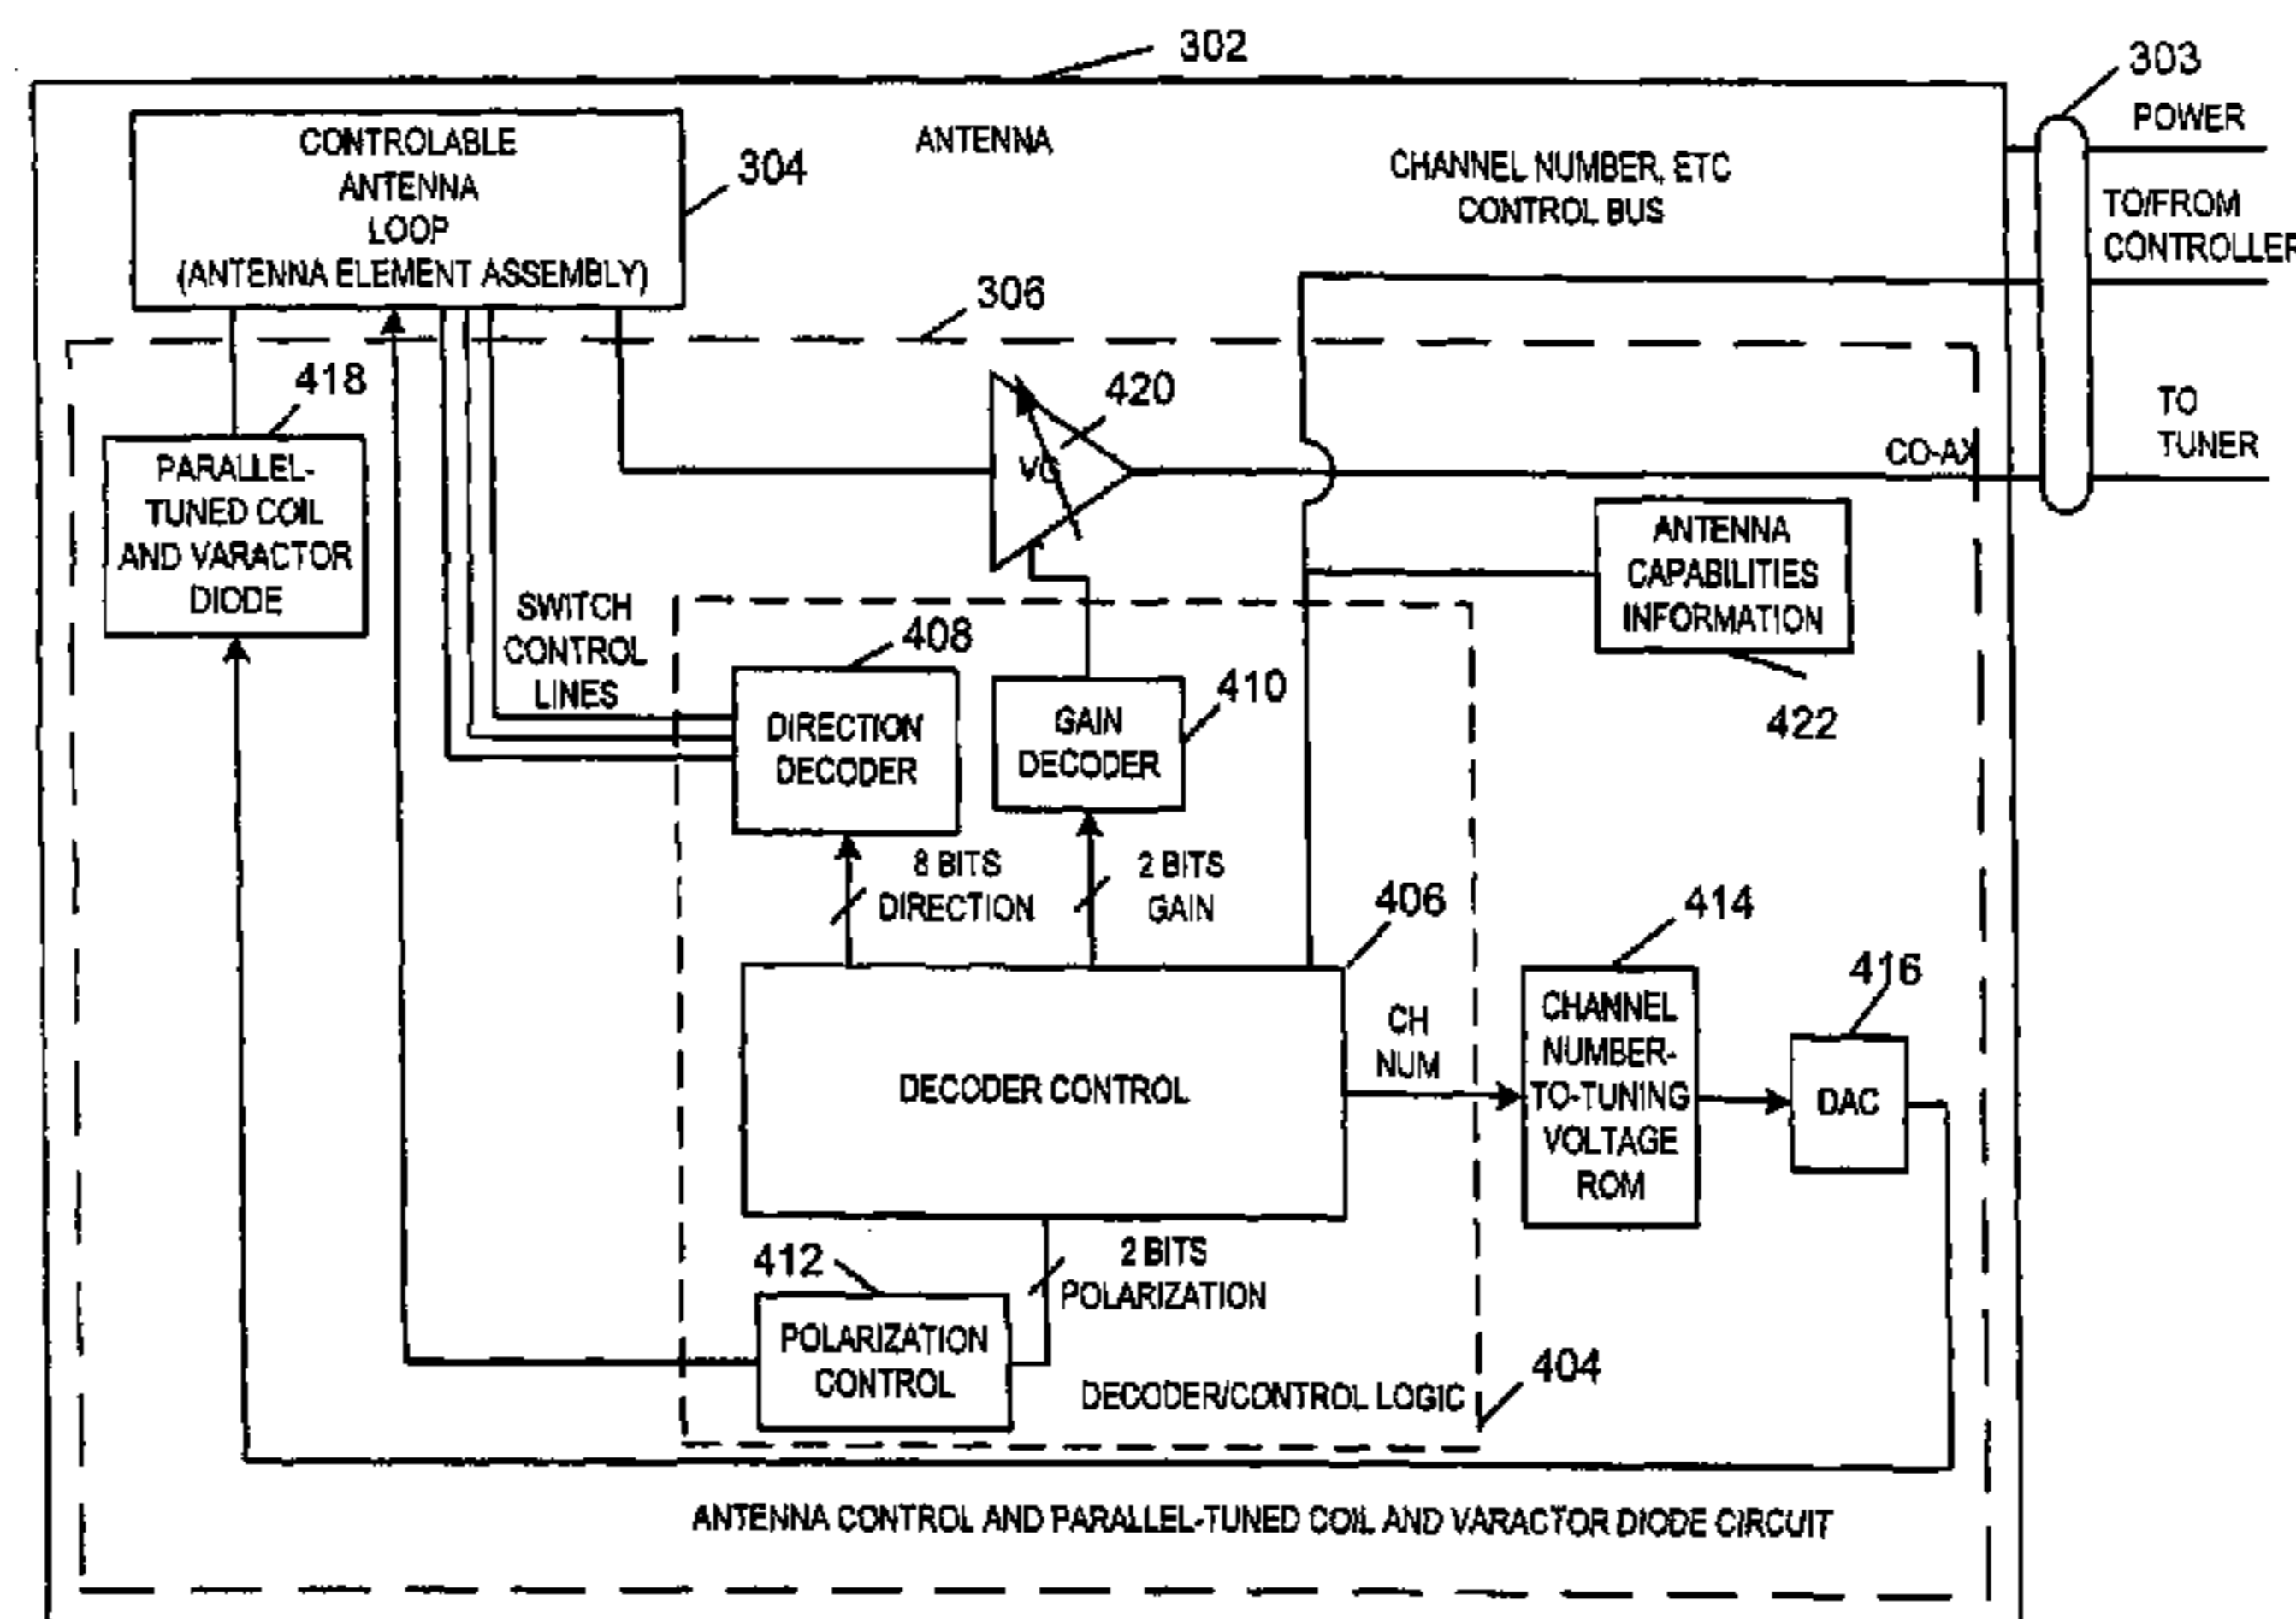 302
303
POWER
CONTROLABLE
ANTENNA
LOOP
(ANTENNA ELEMENT ASSEMBLY)
304
ANTENNA
CHANNEL NUMBER, ETC
CONTROL BUS
TO/FROM
CONTROLLER
306
418
PARALLEL-
TUNED COIL
AND VARACTOR
DIODE
420
VG
CO-AX
TO
TUNER
ANTENNA
CAPABILITIES
INFORMATION
422
SWITCH
CONTROL
LINES
408
DIRECTION
DECODER
410
GAIN
DECODER
8 BITS
DIRECTION
2 BITS
GAIN
406
DECODER CONTROL
CH
NUM
414
CHANNEL
NUMBER-
TO-TUNING
VOLTAGE
ROM
416
DAC
412
POLARIZATION
CONTROL
2 BITS
POLARIZATION
DECODER/CONTROL LOGIC
404
ANTENNA CONTROL AND PARALLEL-TUNED COIL AND VARACTOR DIODE CIRCUIT